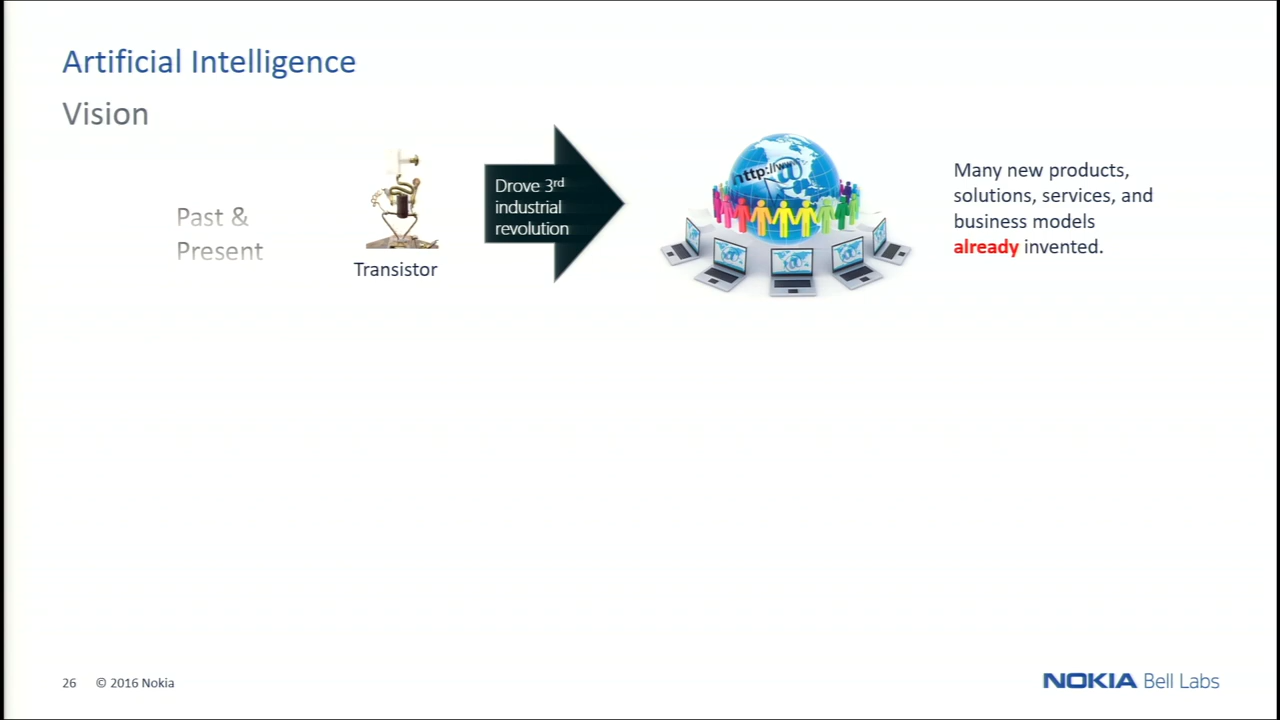 Artificial Intelligence
Vision
Past &
Present
Transistor
Drove 3rd
industrial
revolution
http://www
@
Many new products,
solutions, services, and
business models
already invented.
26 © 2016 Nokia
NOKIA Bell Labs